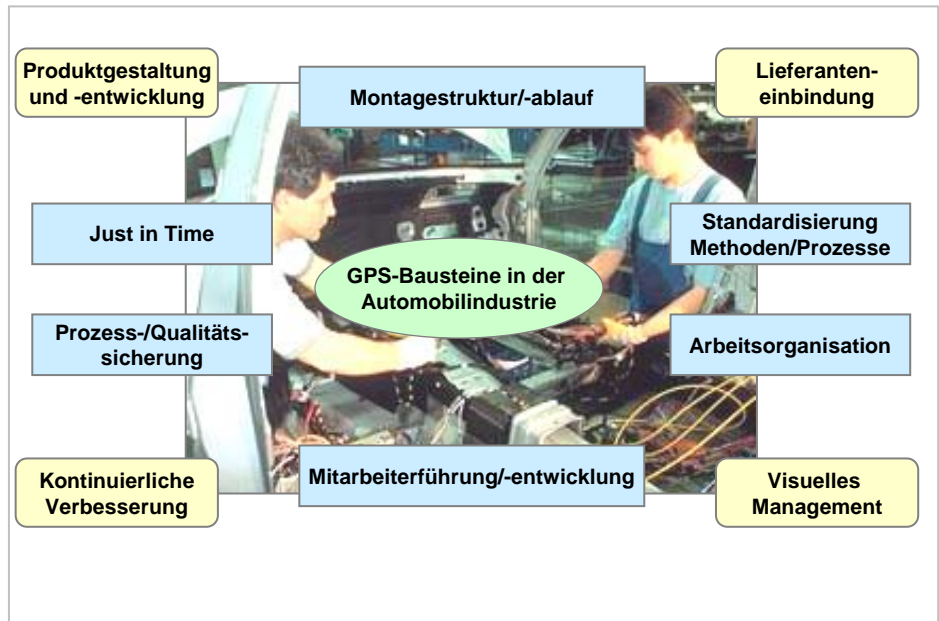 Produktgestaltung
und -entwicklung
Montagestruktur/-ablauf
Lieferanten-
einbindung
Just in Time
Standardisierung
Methoden/Prozesse
GPS-Bausteine in der
Automobilindustrie
Prozess-/Qualitäts-
sicherung
Arbeitsorganisation
Kontinuierliche
Verbesserung
Mitarbeiterführung/-entwicklung
Visuelles
Management